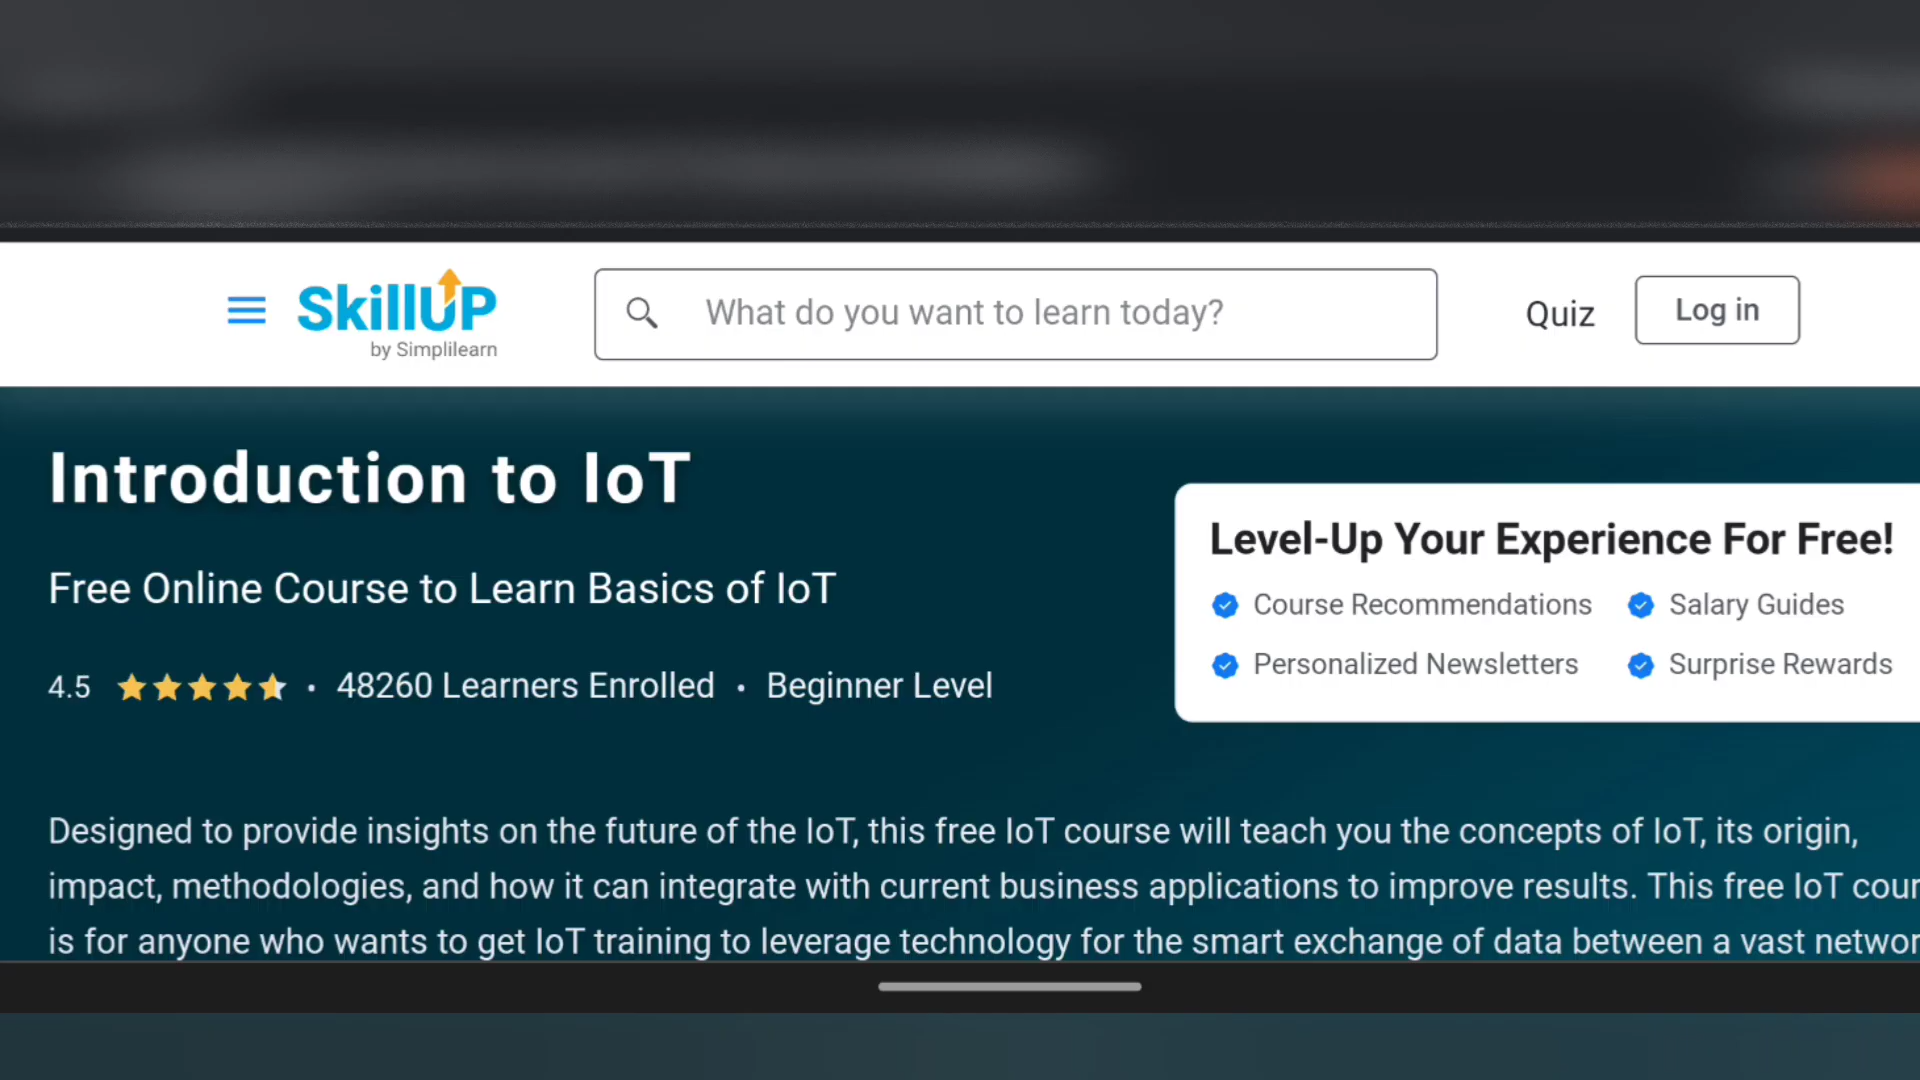 SkillUP
by Simplilearn
What do you want to learn today?
Quiz
Log in
Introduction to IoT
Free Online Course to Learn Basics of IoT
4.5 • 48260 Learners Enrolled • Beginner Level
Level-Up Your Experience For Free!
Course Recommendations
Salary Guides
Personalized Newsletters
Surprise Rewards
Designed to provide insights on the future of the IoT, this free IoT course will teach you the concepts of IoT, its origin,
impact, methodologies, and how it can integrate with current business applications to improve results. This free IoT cour
is for anyone who wants to get IoT training to leverage technology for the smart exchange of data between a vast networ